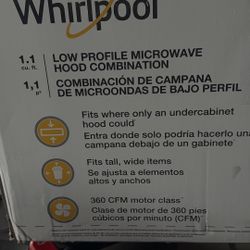 Whirlpool
1.1 cu. ft.
LOW PROFILE MICROWAVE
HOOD COMBINATION
1,1 p³
COMBINACIÓN DE CAMPANA
DE MICROONDAS DE BAJO PERFIL
Fits where only an undercabinet
hood could
Entra donde solo podría hacerlo una
campana debajo de un gabinete
Fits tall, wide items
Se ajusta a elementos
altos y anchos
360 CFM motor class
Clase de motor de 360 pies
cúbicos por minuto (CFM)